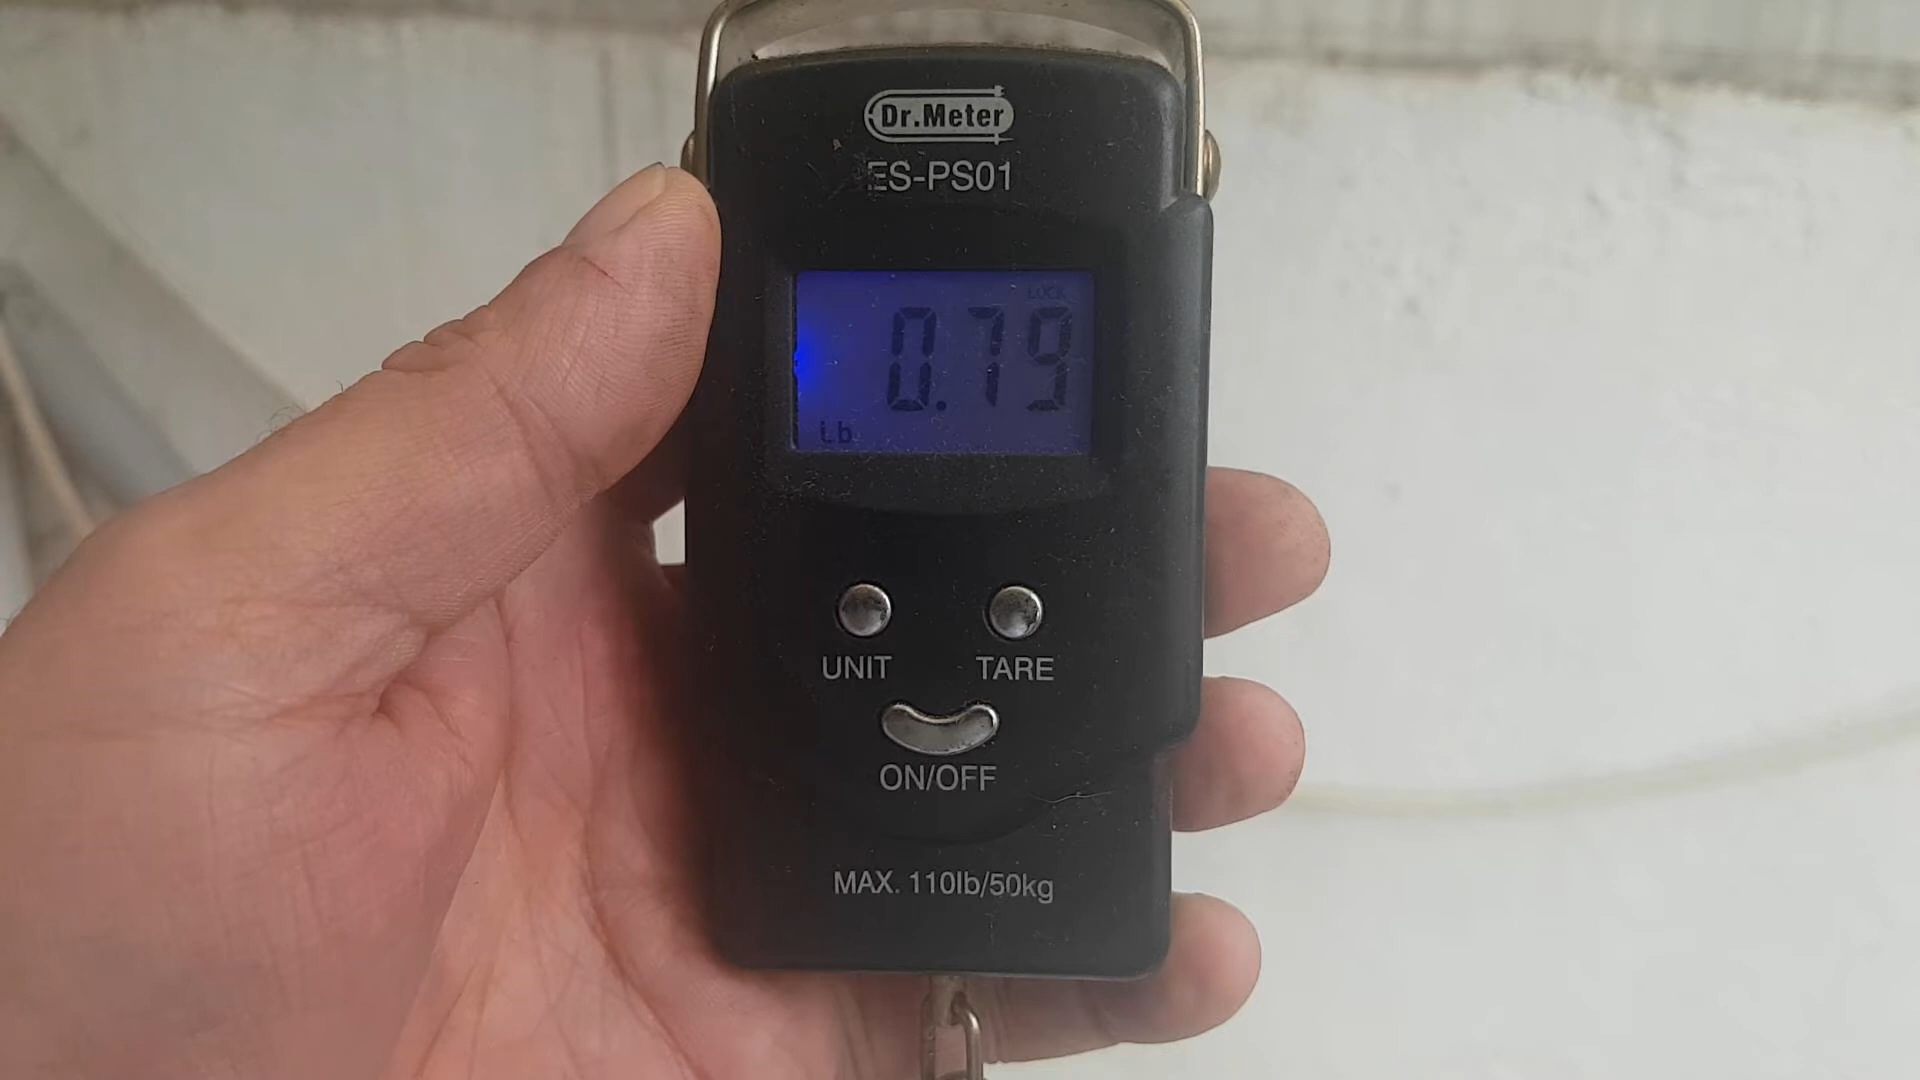 Dr.Meter
ES-PS01
LOCK
0.79
Lb
UNIT TARE
ON/OFF
MAX. 110lb/50kg